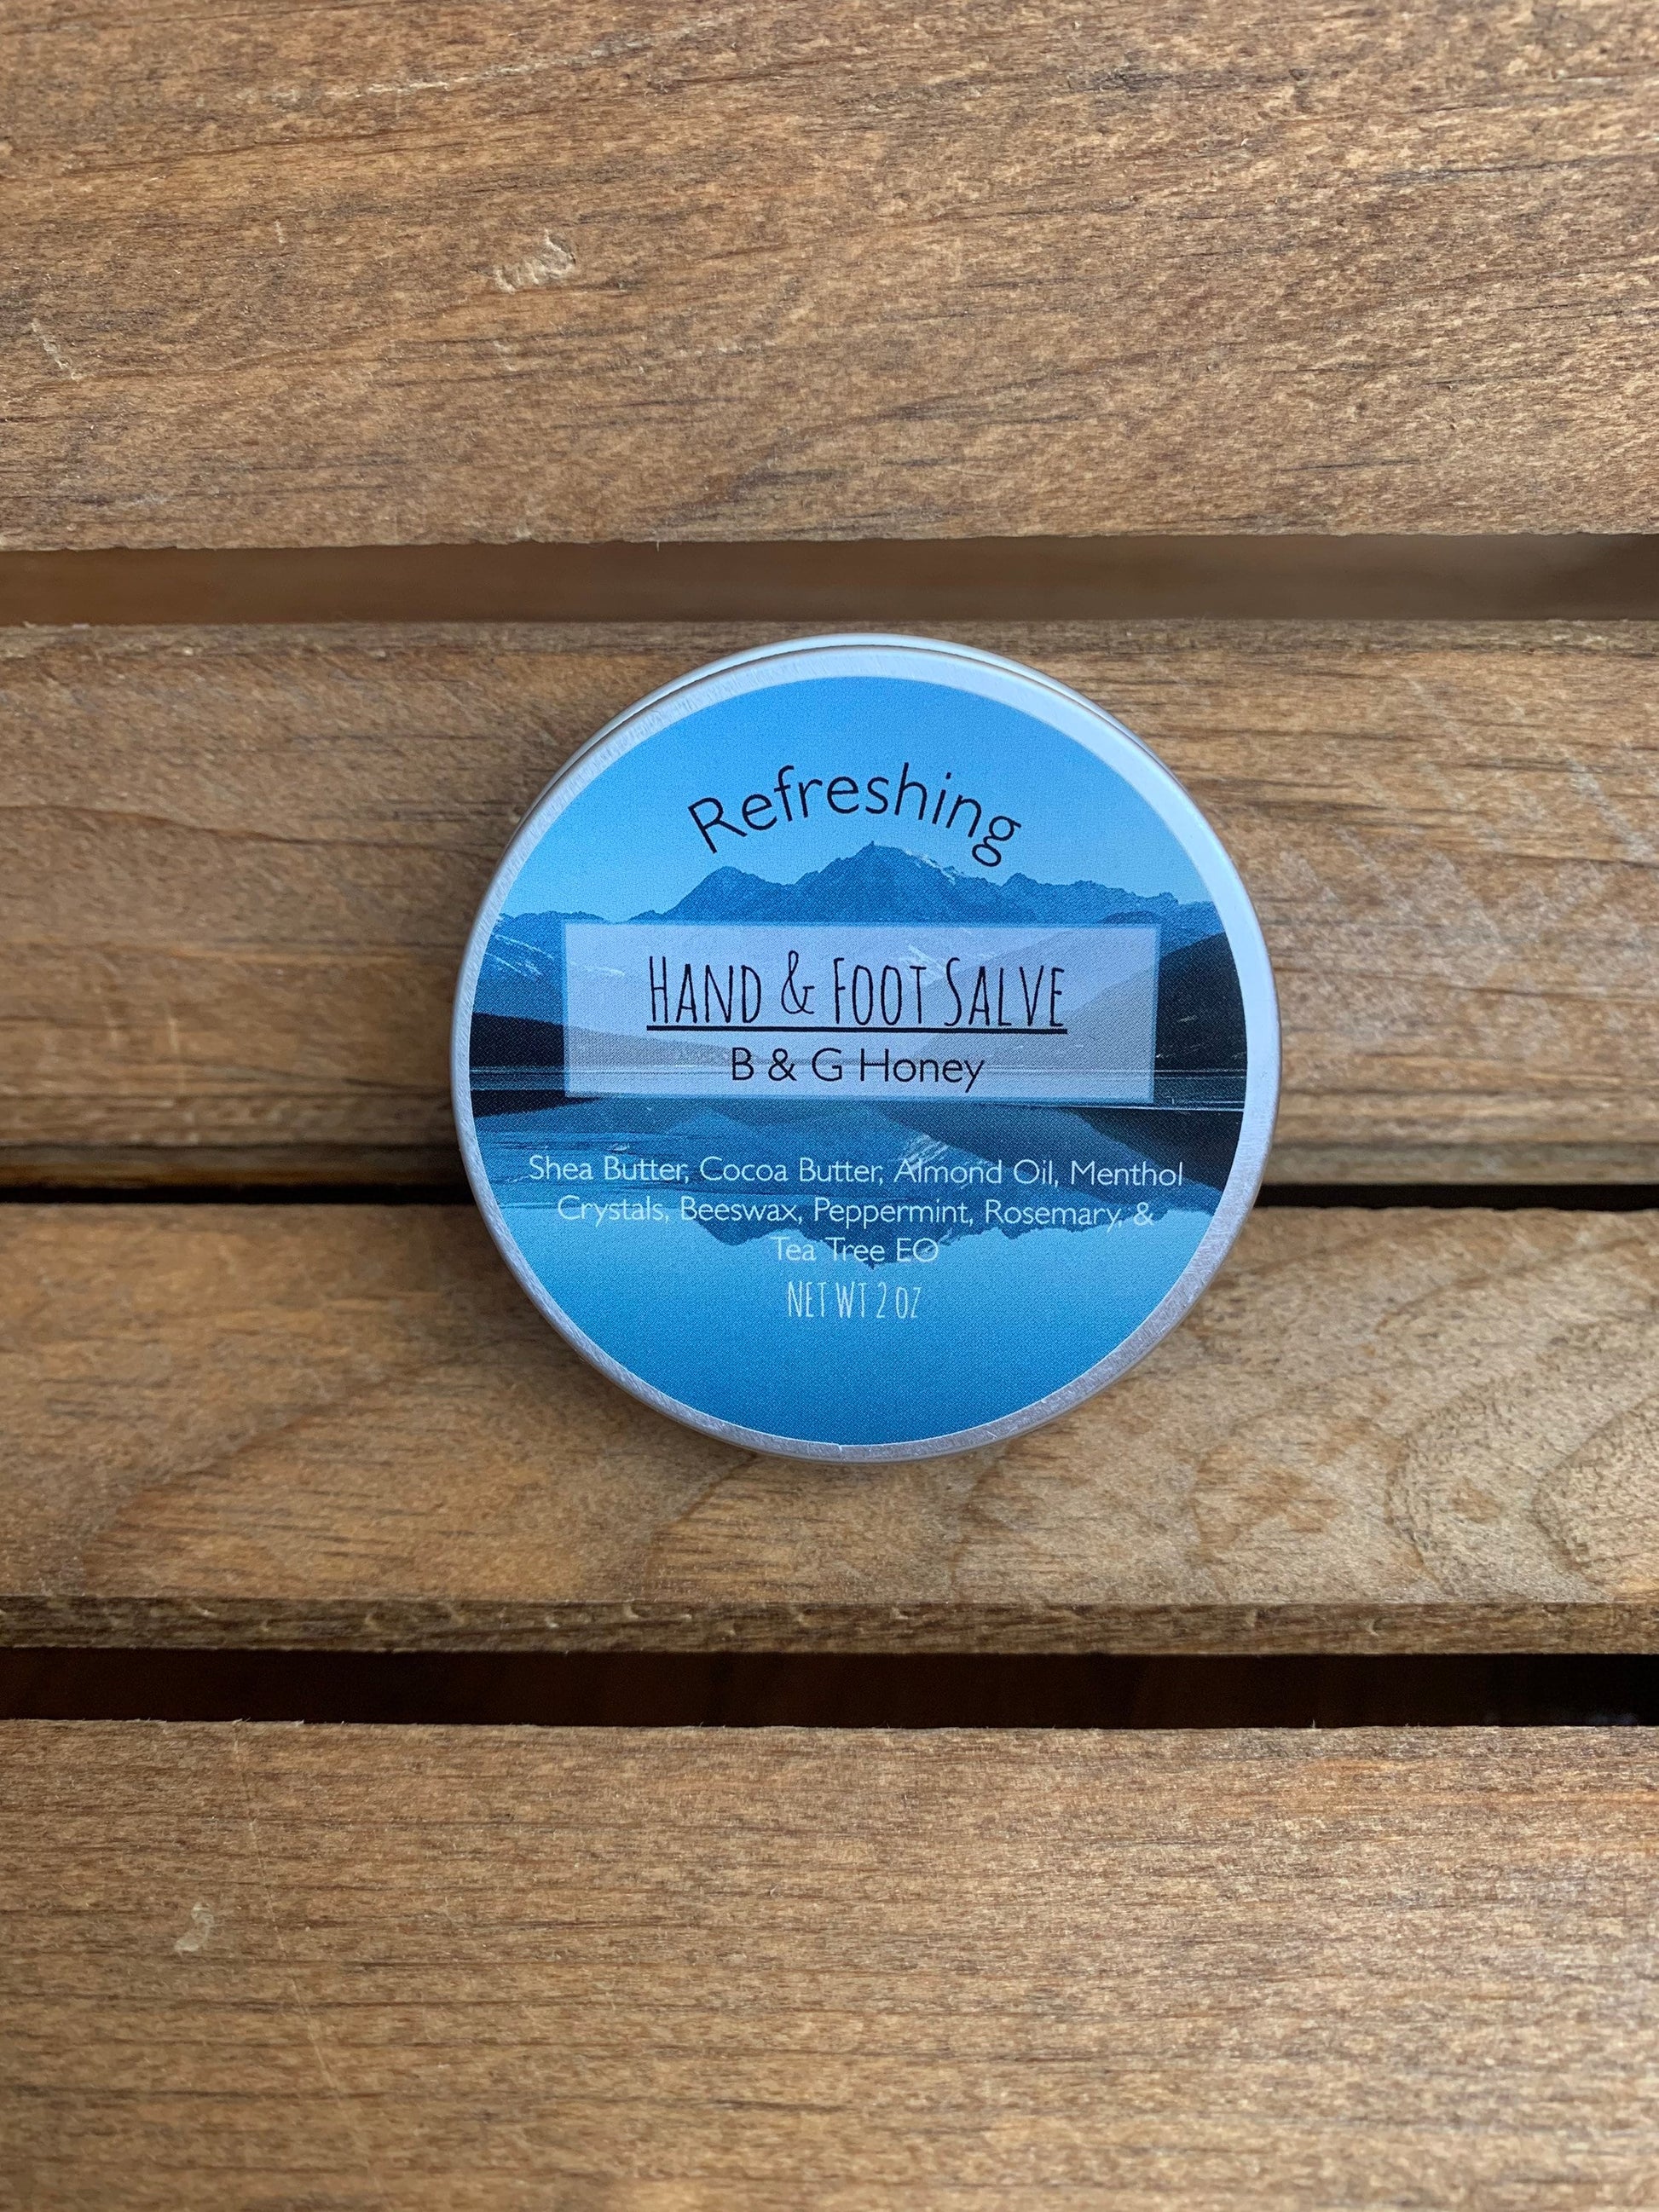 Refreshing
HAND & FOOT SALVE
B & G Honey
Shea Butter, Cocoa Butter, Almond Oil, Menthol
Crystals, Beeswax, Peppermint, Rosemary, &
Tea Tree EO
NET WT 2 OZ